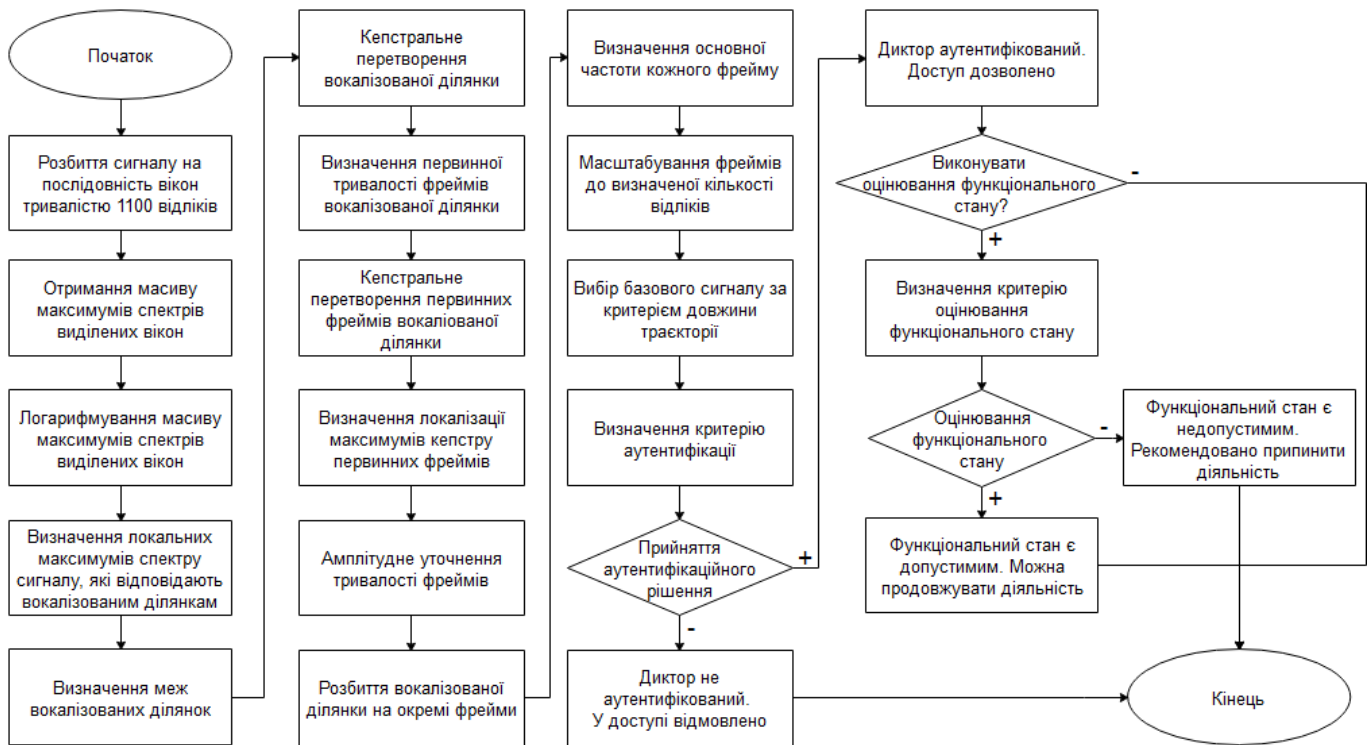 Початок
Розбиття сигналу на
послідовність вікон
тривалістю 1100 відліків
Отримання масиву
максимумів спектрів
виділених вікон
Логарифмування масиву
максимумів спектрів
виділених вікон
Визначення локальних
максимумів спектру
сигналу, які відповідають
вокалізованим ділянкам
Визначення меж
вокалізованих ділянок
Кепстральне
перетворення
вокалізованої ділянки
Визначення первинної
тривалості фреймів
вокалізованої ділянки
Кепстральне
перетворення первинних
фреймів вокаліованої
ділянки
Визначення локалізації
максимумів кепстру
первинних фреймів
Амплітудне уточнення
тривалості фреймів
Розбиття вокалізованої
ділянки на окремі фрейми
Визначення основної
частоти кожного фрейму
Масштабування фреймів
до визначеної кількості
відліків
Вибір базового сигналу за
критерієм довжини
траєкторії
Визначення критерію
аутентифікації
Прийняття
аутентифікаційного
рішення
+
-
Диктор не
аутентифікований.
У доступі відмовлено
Диктор аутентифікований.
Доступ дозволено
Виконувати
оцінювання функціонального
стану?
-
+
Визначення критерію
оцінювання
функціонального стану
Оцінювання
функціонального
стану
-
+
Функціональний стан є
недопустимим.
Рекомендовано припинити
діяльність
Функціональний стан є
допустимим. Можна
продовжувати діяльність
Кінець